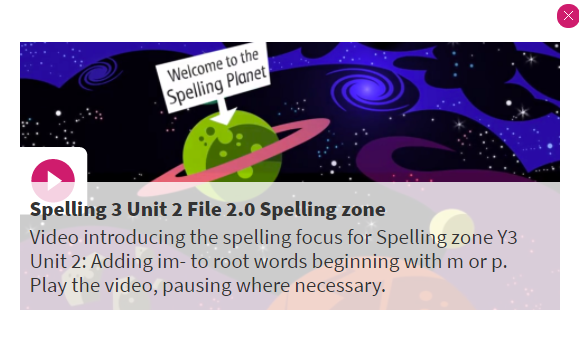 Welcome to the
Spelling Planet
Spelling 3 Unit 2 File 2.0 Spelling zone
Video introducing the spelling focus for Spelling zone Y3
Unit 2: Adding im- to root words beginning with m or p.
Play the video, pausing where necessary.